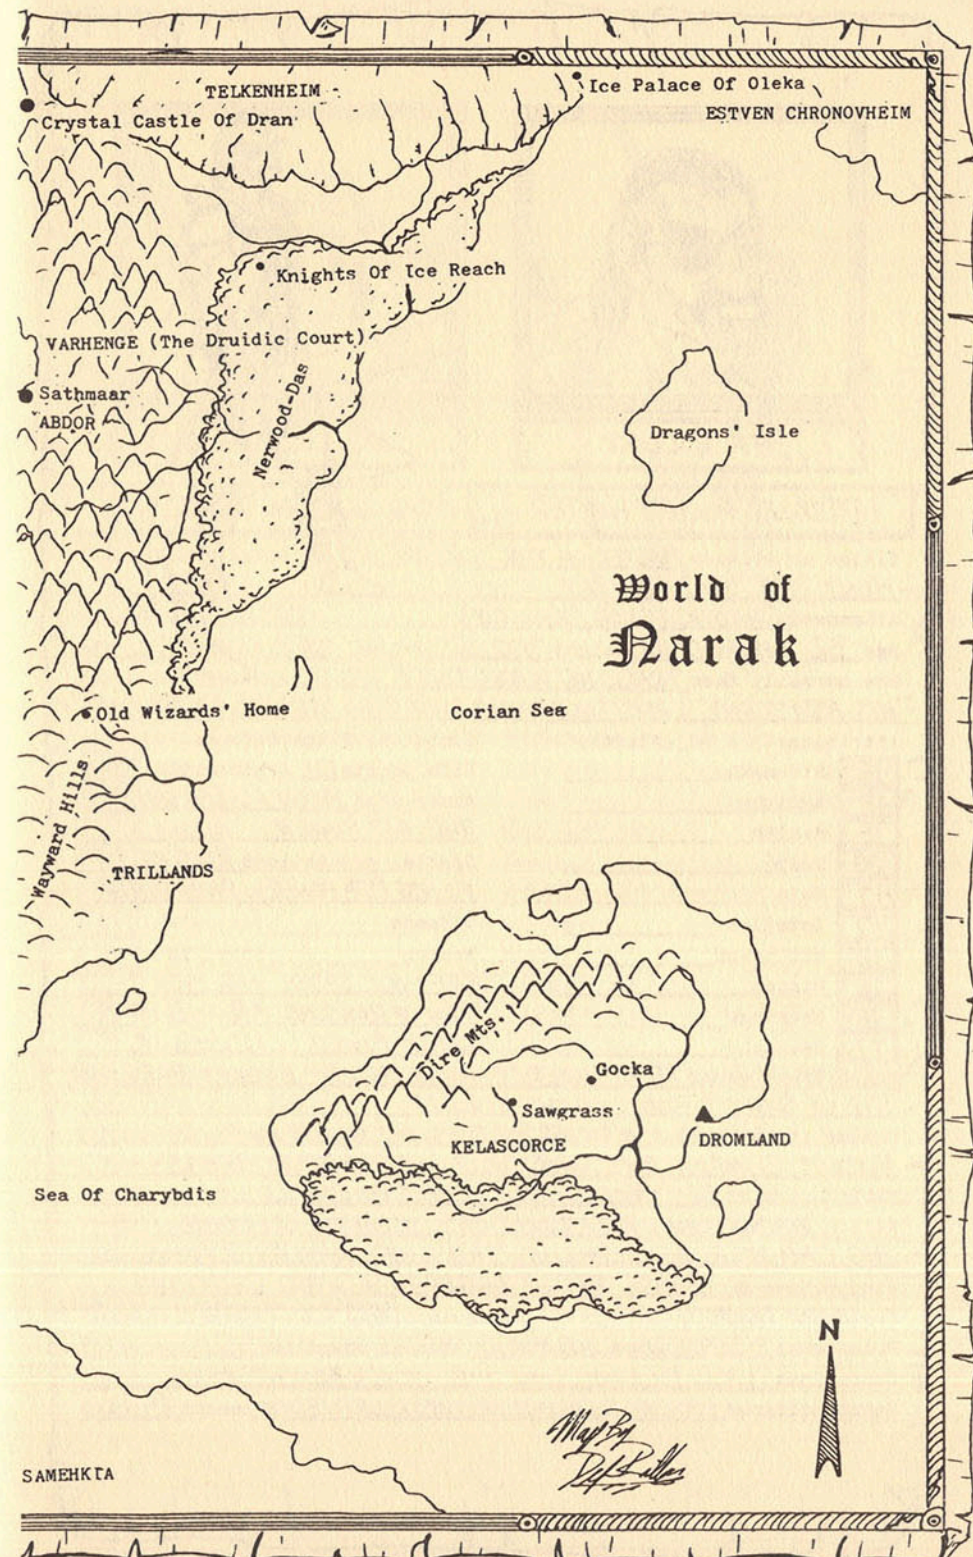 TELKENHEIM
Ice Palace Of Oleka
Crystal Castle Of Dran
ESTVEN CHRONOVHEIM
Knights Of Ice Reach
VARHENGE (The Druidic Court)
Sathmaar
ABDOR
Nerwood-Das
Dragons' Isle
World of
Narak
Old Wizards' Home
Corian Sea
Wayward Hills
TRILLANDS
Dire Mts.
Gocka
Sawgrass
KELASCORCE
DROMLAND
Sea Of Charybdis
N
Map By
SAMEHKTA